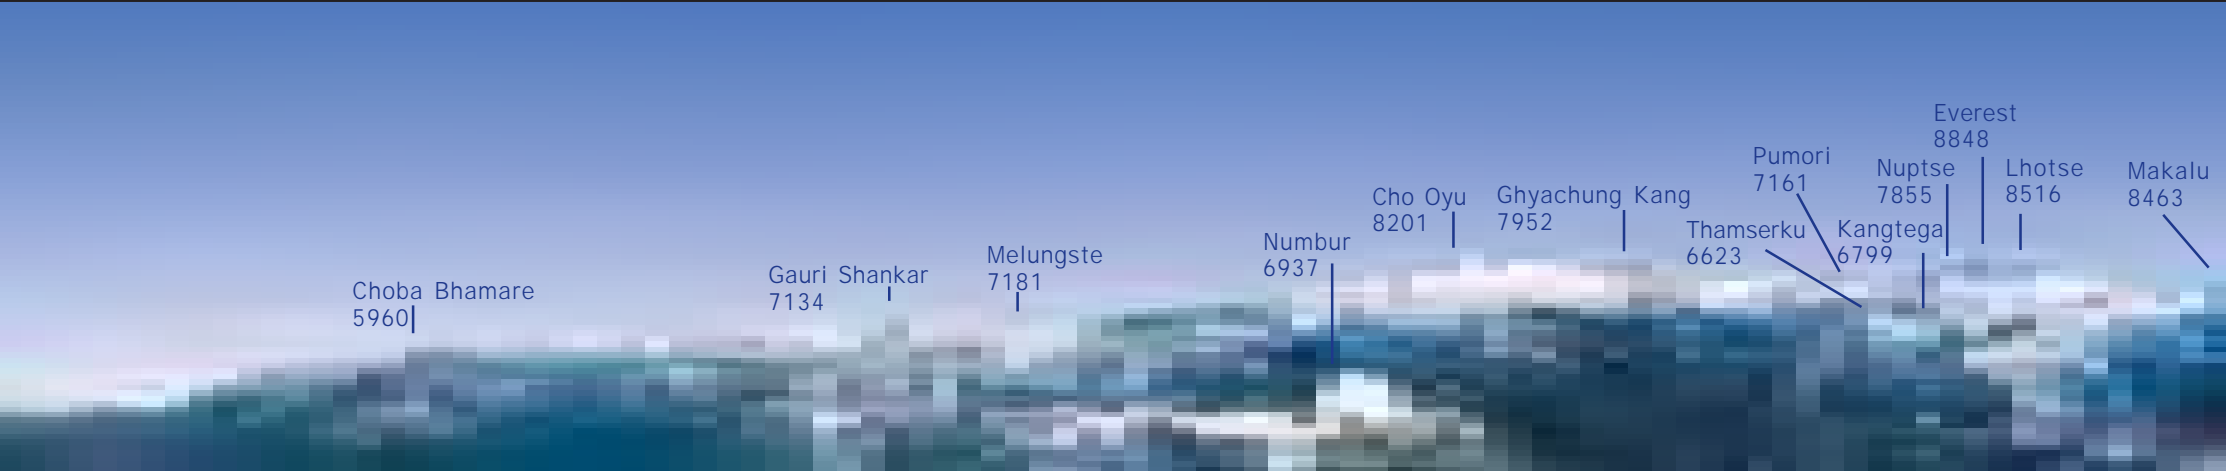 Choba Bhamare
5960
Gauri Shankar
7134
Melungste
7181
Numbur
6937
Cho Oyu
8201
Ghyachung Kang
7952
Thamserku
6623
Pumori
7161
Kangtega
6799
Nuptse
7855
Everest
8848
Lhotse
8516
Makalu
8463